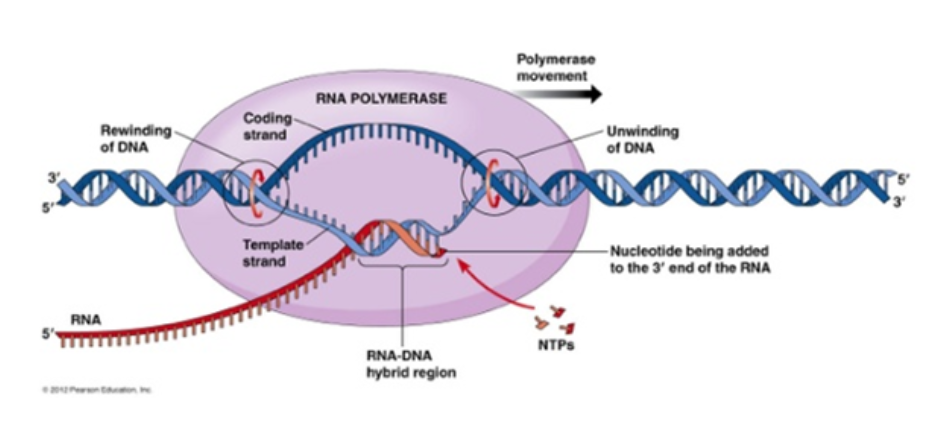 Polymerase
movement
RNA POLYMERASE
Coding
strand
Rewinding
of DNA
Unwinding
of DNA
3′
5′
5′
3′
Template
strand
Nucleotide being added
to the 3′ end of the RNA
RNA
5′
NTPs
RNA-DNA
hybrid region
© 2012 Pearson Education, Inc.